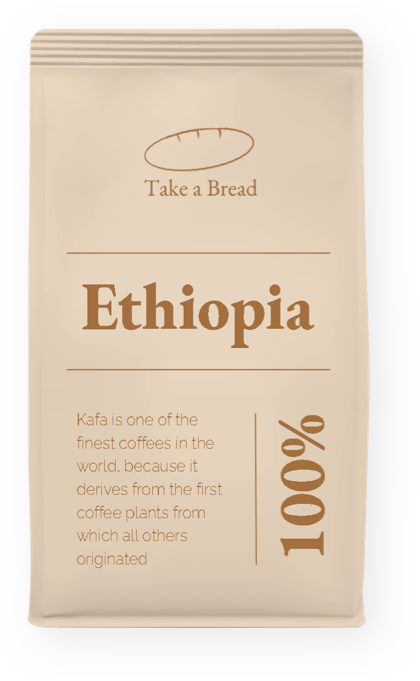 Take a Bread
Ethiopia
Kafa is one of the
finest coffees in the
world, because it
derives from the first
coffee plants from
which all others
originated
100%